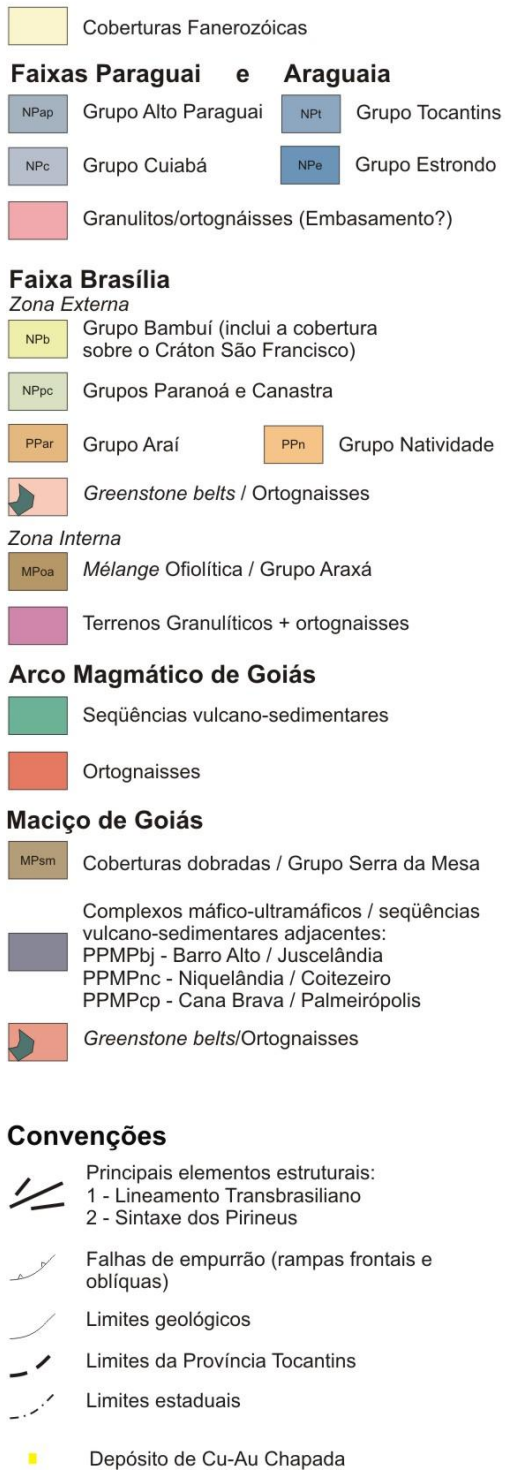 Coberturas Fanerozóicas
Faixas Paraguai e Araguaia
NPap Grupo Alto Paraguai NPt Grupo Tocantins
NPc Grupo Cuiabá NPe Grupo Estrondo
Granulitos/ortognáisses (Embasamento?)
Faixa Brasília
Zona Externa
NPb Grupo Bambuí (inclui a cobertura
sobre o Cráton São Francisco)
NPpc Grupos Paranoá e Canastra
PPar Grupo Araí PPn Grupo Natividade
Greenstone belts / Ortognaisses
Zona Interna
MPoa Mélange Ofiolítica / Grupo Araxá
Terrenos Granulíticos + ortognaisses
Arco Magmático de Goiás
Seqüências vulcano-sedimentares
Ortognaisses
Maciço de Goiás
MPsm Coberturas dobradas / Grupo Serra da Mesa
Complexos máfico-ultramáficos / seqüências
vulcano-sedimentares adjacentes:
PPMPbj - Barro Alto / Juscelândia
PPMPnc - Niquelândia / Coitezeiro
PPMPcp - Cana Brava / Palmeirópolis
Greenstone belts/Ortognaisses
Convenções
Principais elementos estruturais:
1 - Lineamento Transbrasiliano
2 - Sintaxe dos Pirineus
Falhas de empurrão (rampas frontais e
oblíquas)
Limites geológicos
Limites da Província Tocantins
Limites estaduais
Depósito de Cu-Au Chapada